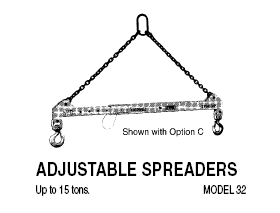 Shown with Option C
ADJUSTABLE SPREADERS
Up to 15 tons. MODEL 32